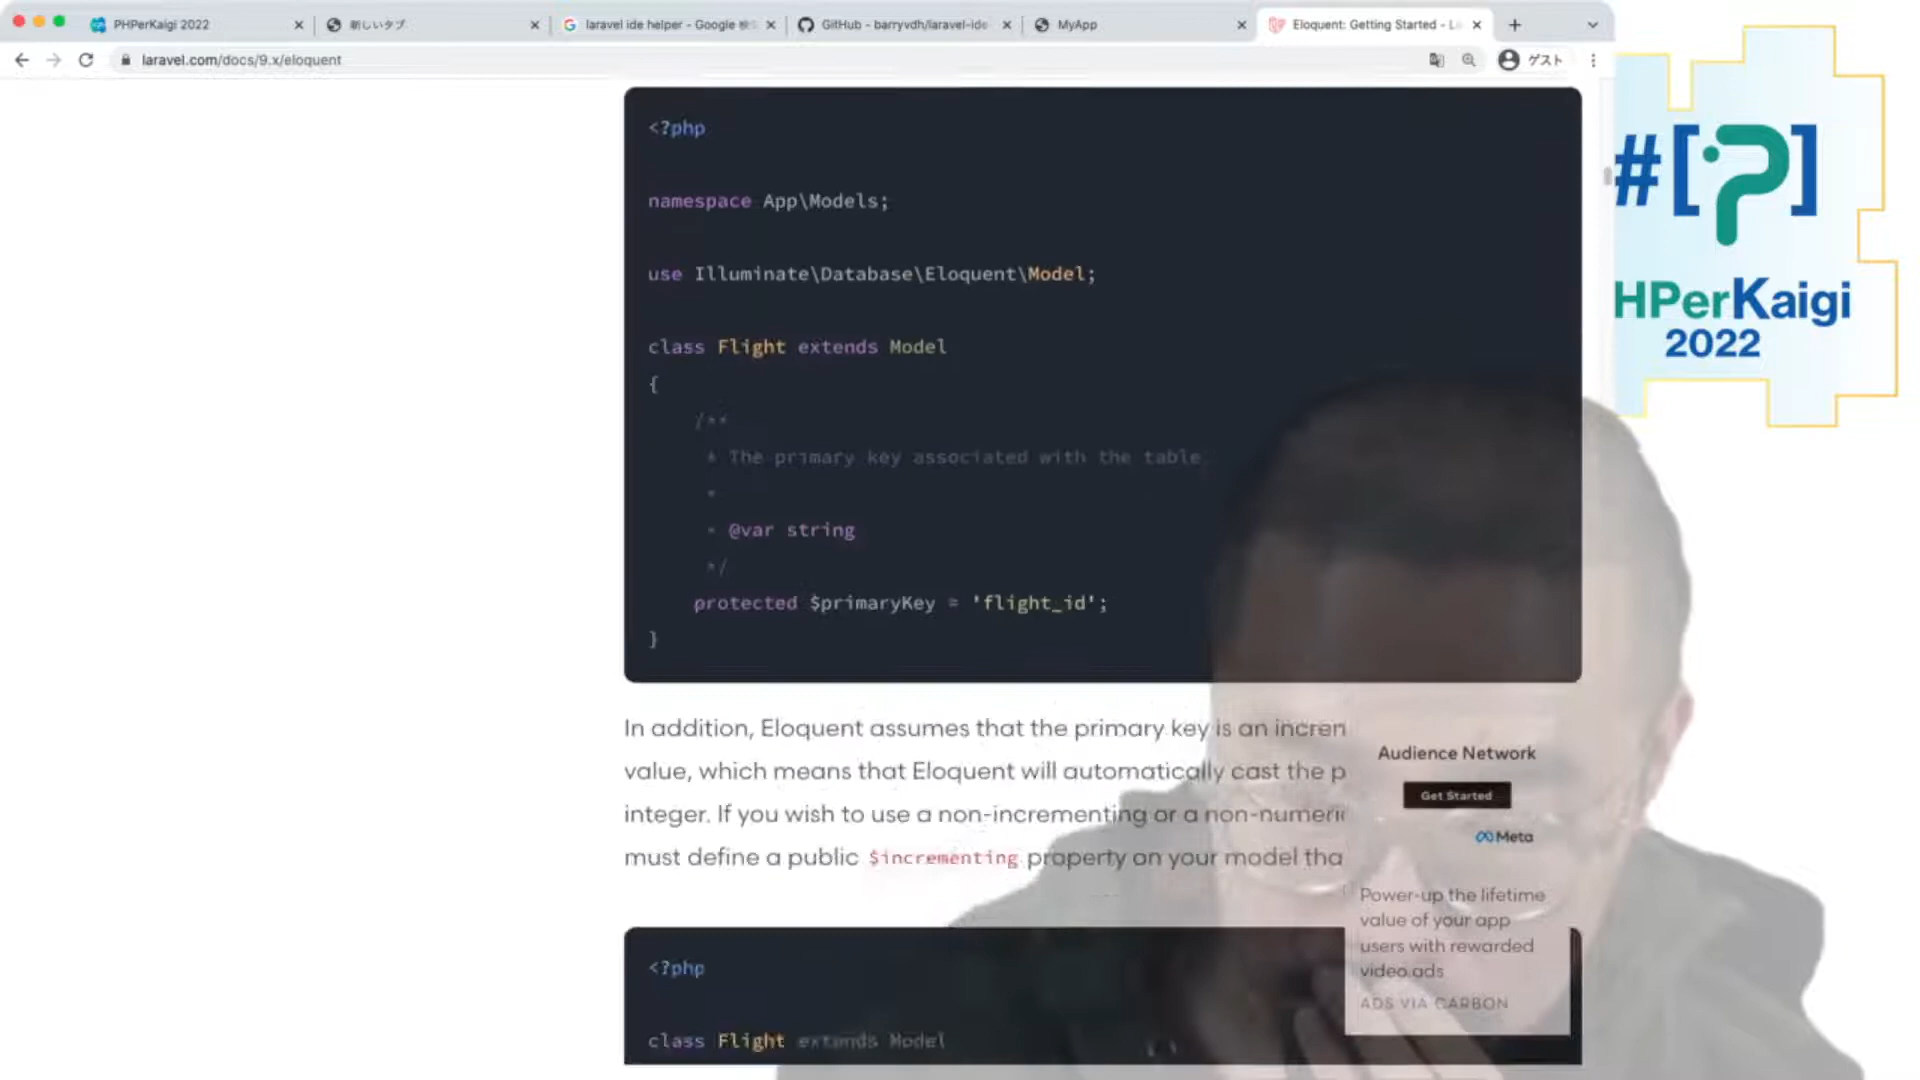 PHPerKaigi 2022
新しいタブ
laravel ide helper - Google
GitHub - barryvdh/laravel-ide
MyApp
Eloquent: Getting Started - L
laravel.com/docs/9.x/eloquent
ゲスト
<?php
namespace App\Models;
use Illuminate\Database\Eloquent\Model;
class Flight extends Model
{
/**
* The primary key associated with the table.
*
* @var string
*/
protected $primaryKey = 'flight_id';
}
In addition, Eloquent assumes that the primary key is an increm
value, which means that Eloquent will automatically cast the p
integer. If you wish to use a non-incrementing or a non-numeric
must define a public $incrementing property on your model tha
<?php
class Flight extends Model
Audience Network
Get Started
Meta
Power-up the lifetime
value of your app
users with rewarded
video ads
ADS VIA CARBON
#[P]
HPerKaigi
2022